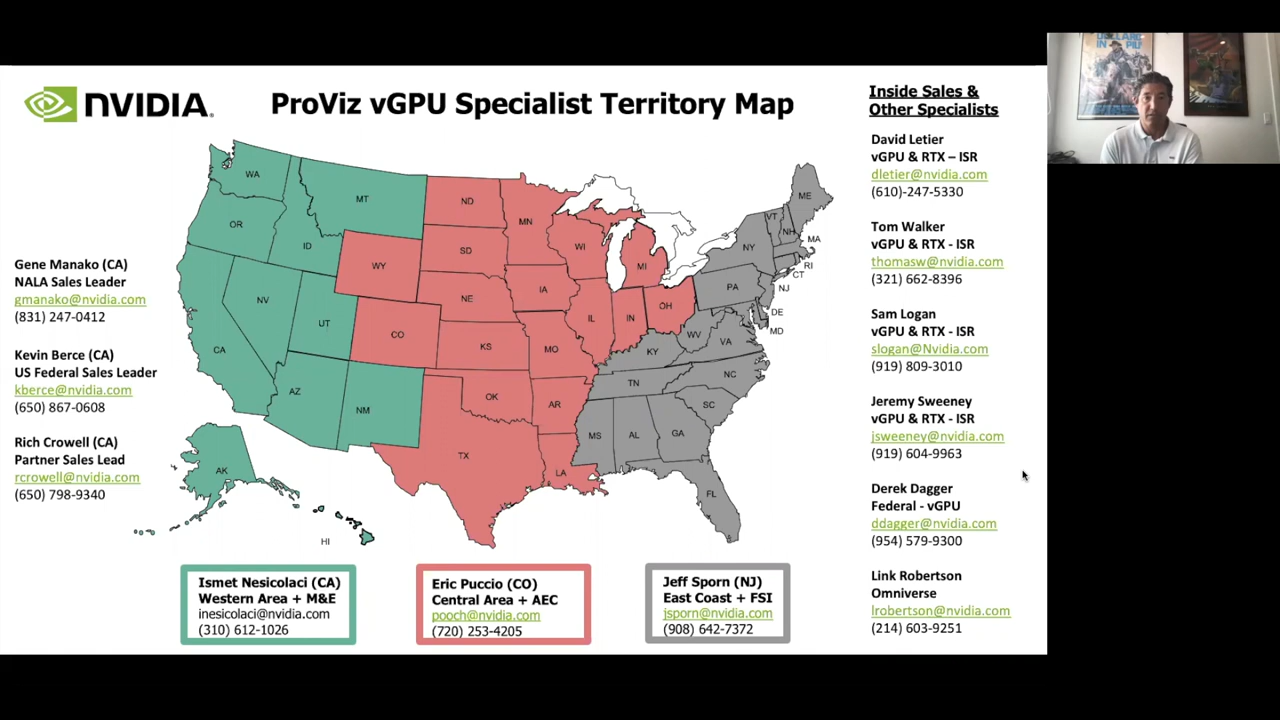 NVIDIA
ProViz vGPU Specialist Territory Map
Gene Manako (CA)
NALA Sales Leader
gmanako@nvidia.com
(831) 247-0412
Kevin Berce (CA)
US Federal Sales Leader
kberce@nvidia.com
(650) 867-0608
Rich Crowell (CA)
Partner Sales Lead
rcrowell@nvidia.com
(650) 798-9340
WA
MT
ND
MN
ME
OR
ID
SD
WI
VT
NH
NY
MA
WY
MI
RI
CT
NV
NE
IA
PA
NJ
UT
CO
IL
IN
OH
DE
MD
CA
KS
MO
KY
WV
VA
AZ
NM
OK
AR
TN
NC
SC
TX
LA
MS
AL
GA
AK
FL
HI
Ismet Nesicolaci (CA)
Western Area + M&E
inesicolaci@nvidia.com
(310) 612-1026
Eric Puccio (CO)
Central Area + AEC
pooch@nvidia.com
(720) 253-4205
Jeff Sporn (NJ)
East Coast + FSI
jsporn@nvidia.com
(908) 642-7372
Inside Sales &
Other Specialists
David Letier
vGPU & RTX – ISR
dletier@nvidia.com
(610)-247-5330
Tom Walker
vGPU & RTX - ISR
thomasw@nvidia.com
(321) 662-8396
Sam Logan
vGPU & RTX - ISR
slogan@Nvidia.com
(919) 809-3010
Jeremy Sweeney
vGPU & RTX - ISR
jsweeney@nvidia.com
(919) 604-9963
Derek Dagger
Federal - vGPU
ddagger@nvidia.com
(954) 579-9300
Link Robertson
Omniverse
lrobertson@nvidia.com
(214) 603-9251